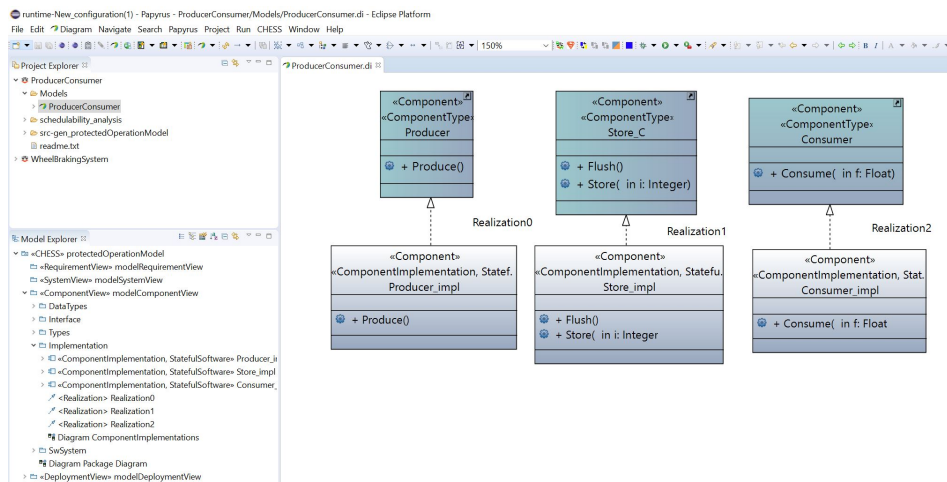 runtime-New_configuration(1) - Papyrus - ProducerConsumer/Models/ProducerConsumer.di - Eclipse Platform
File Edit Diagram Navigate Search Papyrus Project Run CHESS Window Help
150%
B I A
Project Explorer
ProducerConsumer
Models
ProducerConsumer
schedulability_analysis
src-gen_protectedOperationModel
readme.txt
WheelBrakingSystem
Model Explorer
«CHESS» protectedOperationModel
«RequirementView» modelRequirementView
«SystemView» modelSystemView
«ComponentView» modelComponentView
DataTypes
Interface
Types
Implementation
«ComponentImplementation, StatefulSoftware» Producer_ir
«ComponentImplementation, StatefulSoftware» Store_impl
«ComponentImplementation, StatefulSoftware» Consumer_
<Realization> Realization0
<Realization> Realization1
<Realization> Realization2
Diagram ComponentImplementations
SwSystem
Diagram Package Diagram
«DeploymentView» modelDeploymentView
ProducerConsumer.di
«Component»
«ComponentType»
Producer
+ Produce()
«Component»
«ComponentType»
Store_C
+ Flush()
+ Store( in i: Integer)
«Component»
«ComponentType»
Consumer
+ Consume( in f: Float)
Realization0
Realization1
Realization2
«Component»
«ComponentImplementation, Statef.
Producer_impl
+ Produce()
«Component»
«ComponentImplementation, Statefu.
Store_impl
+ Flush()
+ Store( in i: Integer
«Component»
«ComponentImplementation, Stat.
Consumer_impl
+ Consume( in f: Float